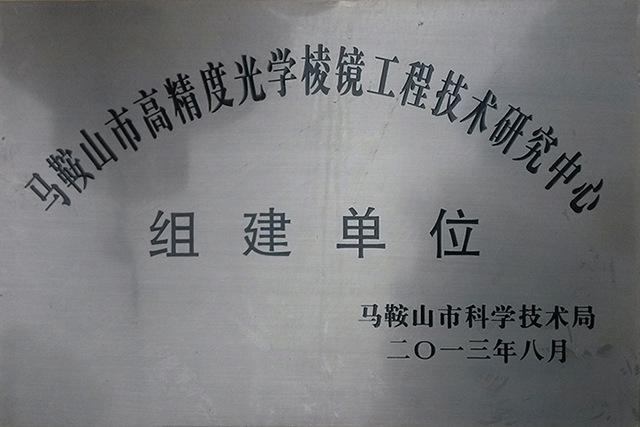 马鞍山市高精度光学棱镜工程技术研究中心
组建单位
马鞍山市科学技术局
二〇一三年八月